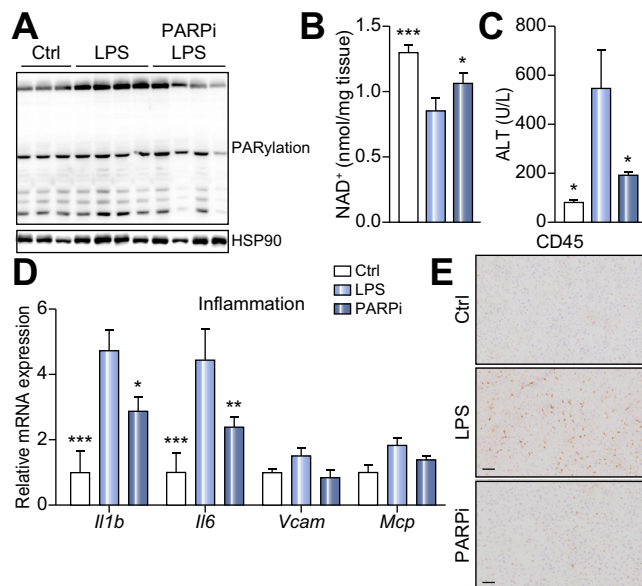 A
PARPi
Ctrl LPS LPS
PARylation
HSP90
B
NAD⁺ (nmol/mg tissue)
1.5
1.0
0.5
0.0
***
*
C
ALT (U/L)
800
600
400
200
0
*
*
D
Inflammation
Ctrl
LPS
PARPi
Relative mRNA expression
6
4
2
0
***
*
***
**
Il1b Il6 Vcam Mcp
E
CD45
Ctrl
LPS
PARPi